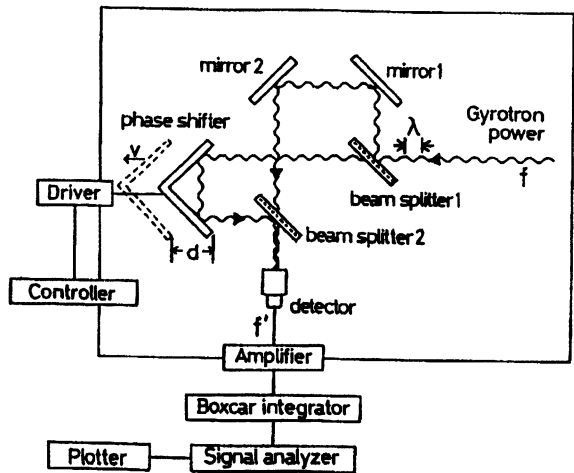 mirror 2
mirror 1
phase shifter
λ
Gyrotron
power
v
f
Driver
beam splitter 1
beam splitter 2
d
Controller
detector
f'
Amplifier
Boxcar integrator
Plotter
Signal analyzer